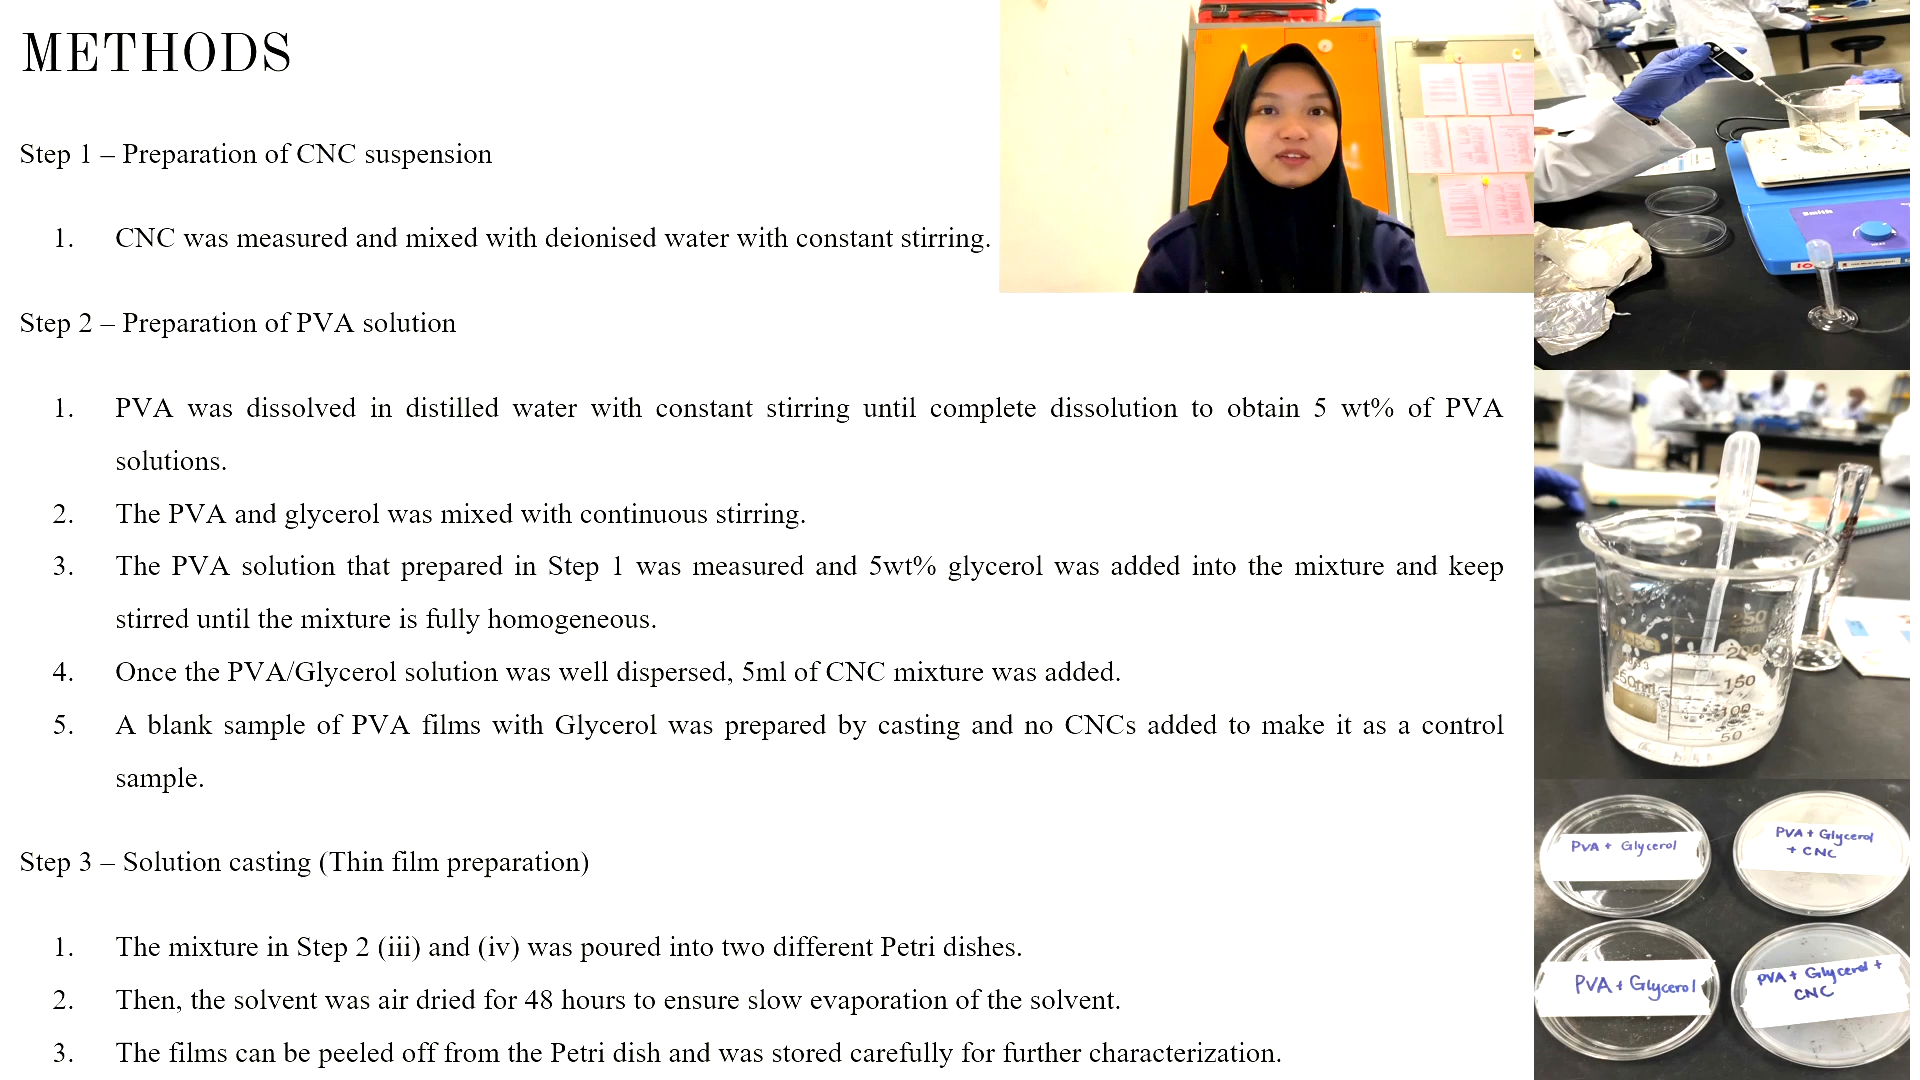 METHODS
Step 1 – Preparation of CNC suspension
1. CNC was measured and mixed with deionised water with constant stirring.
Step 2 – Preparation of PVA solution
1. PVA was dissolved in distilled water with constant stirring until complete dissolution to obtain 5 wt% of PVA
solutions.
2. The PVA and glycerol was mixed with continuous stirring.
3. The PVA solution that prepared in Step 1 was measured and 5wt% glycerol was added into the mixture and keep
stirred until the mixture is fully homogeneous.
4. Once the PVA/Glycerol solution was well dispersed, 5ml of CNC mixture was added.
5. A blank sample of PVA films with Glycerol was prepared by casting and no CNCs added to make it as a control
sample.
Step 3 – Solution casting (Thin film preparation)
1. The mixture in Step 2 (iii) and (iv) was poured into two different Petri dishes.
2. Then, the solvent was air dried for 48 hours to ensure slow evaporation of the solvent.
3. The films can be peeled off from the Petri dish and was stored carefully for further characterization.
250
200
150
100
50
PVA + Glycerol
PVA + Glycerol
+ CNC
PVA + Glycerol
PVA + Glycerol +
CNC